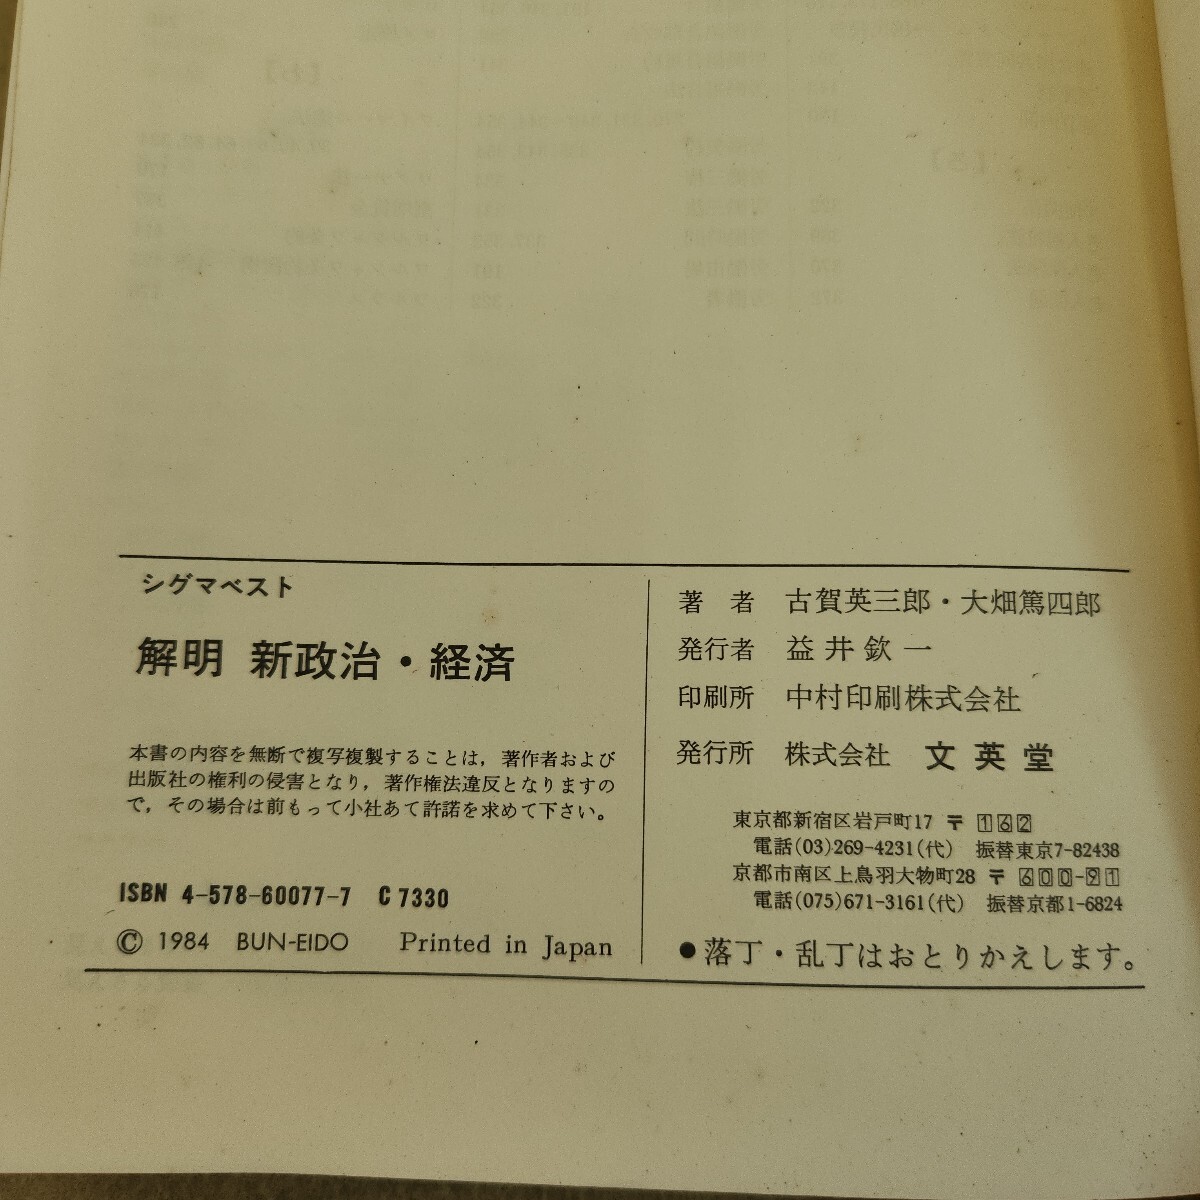 シグマベスト
解明 新政治・経済
本書の内容を無断で複写複製することは，著作者および
出版社の権利の侵害となり，著作権法違反となりますの
で，その場合は前もって小社あて許諾を求めて下さい。
ISBN 4-578-60077-7 C 7330
© 1984 BUN-EIDO Printed in Japan
著 者 古賀英三郎・大畑篤四郎
発行者 益井欽一
印刷所 中村印刷株式会社
発行所 株式会社 文英堂
東京都新宿区岩戸町17 〒 162
電話(03)269-4231(代) 振替東京7-82438
京都市南区上鳥羽大物町28 〒 600-91
電話(075)671-3161(代) 振替京都1-6824
●落丁・乱丁はおとりかえします。